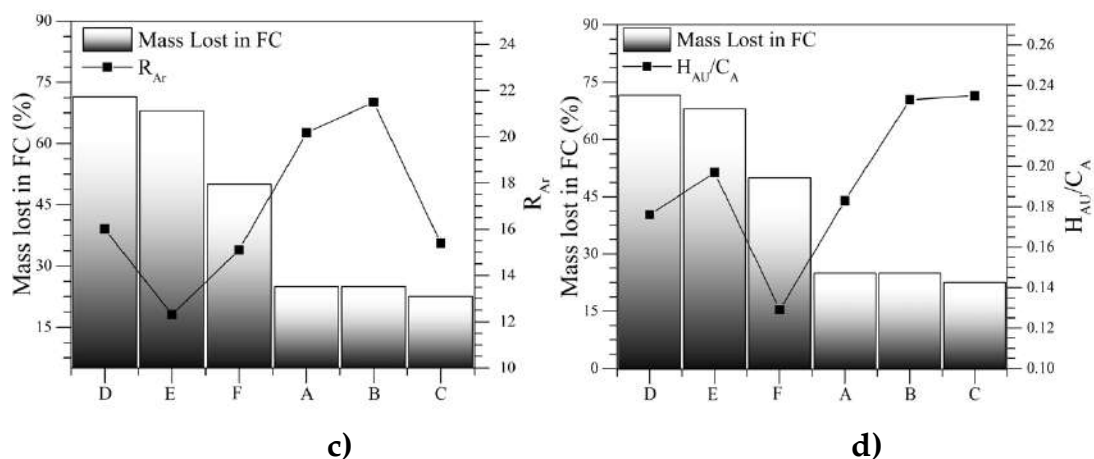 Mass Lost in FC
R_Ar
Mass lost in FC (%)
90
75
60
45
30
15
24
22
20
18
16
14
12
10
R_Ar
D E F A B C
c)
Mass Lost in FC
H_AU/C_A
Mass lost in FC (%)
90
75
60
45
30
15
0
0.26
0.24
0.22
0.20
0.18
0.16
0.14
0.12
0.10
H_AU/C_A
D E F A B C
d)